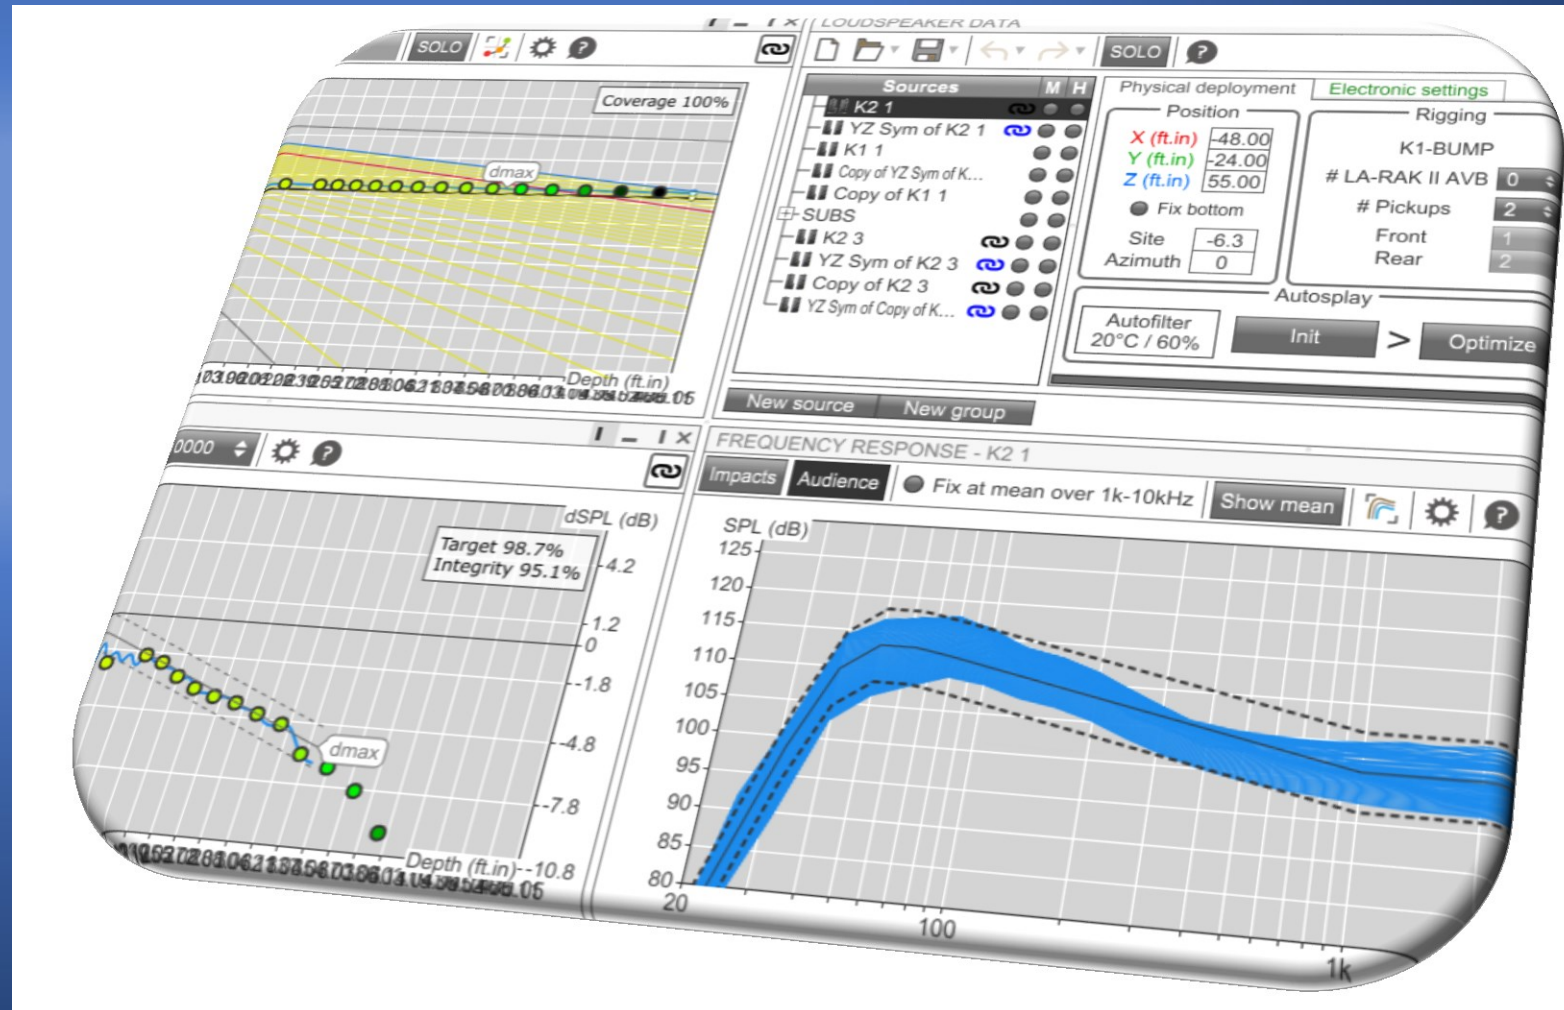 LOUDSPEAKER DATA
SOLO
Coverage 100%
dmax
Depth (ft.in)
SOLO
Sources M H
K2 1
YZ Sym of K2 1
K1 1
Copy of YZ Sym of K...
Copy of K1 1
SUBS
K2 3
YZ Sym of K2 3
Copy of K2 3
YZ Sym of Copy of K...
New source
New group
Physical deployment
Electronic settings
Position
X (ft.in) -48.00
Y (ft.in) -24.00
Z (ft.in) 55.00
Fix bottom
Site -6.3
Azimuth 0
Rigging
K1-BUMP
# LA-RAK II AVB 0
# Pickups 2
Front 1
Rear 2
Autosplay
Autofilter
20°C / 60%
Init
>
Optimize
0000
dSPL (dB)
Target 98.7%
Integrity 95.1%
4.2
1.2
0
-1.8
-4.8
-7.8
-10.8
dmax
Depth (ft.in)
FREQUENCY RESPONSE - K2 1
Impacts
Audience
Fix at mean over 1k-10kHz
Show mean
SPL (dB)
125
120
115
110
105
100
95
90
85
80
20
100
1k